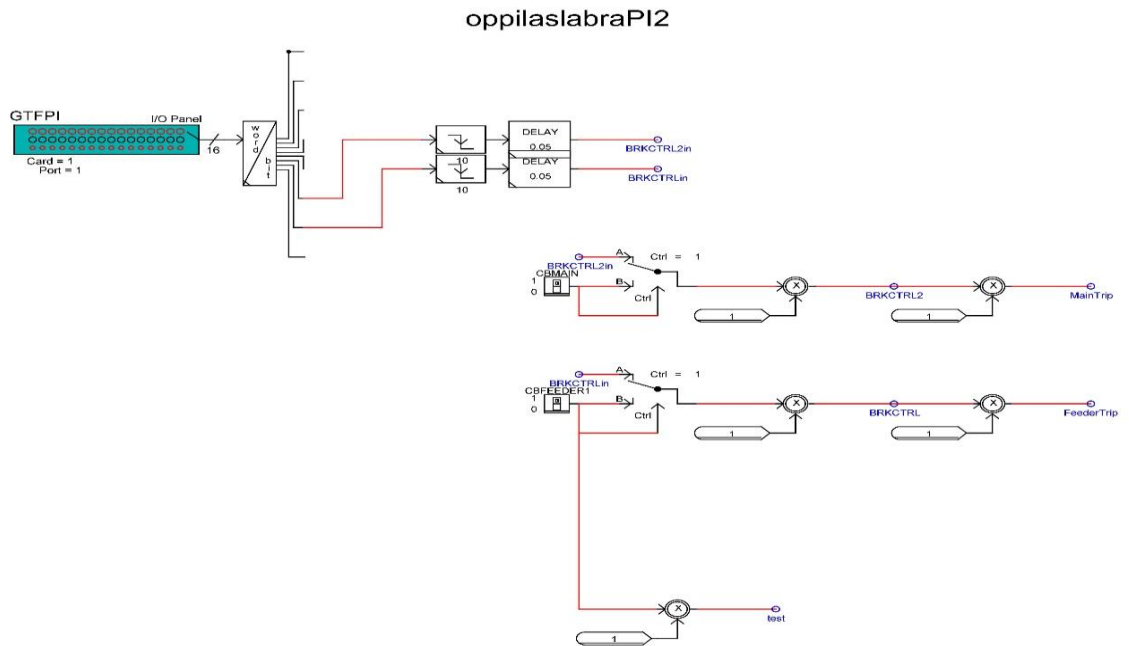 oppilaslabraPI2
GTFPI
I/O Panel
16
Card = 1
Port = 1
word
bit
10
DELAY
0.05
BRKCTRL2in
10
DELAY
0.05
BRKCTRLin
BRKCTRL2in
A
Ctrl = 1
CBMAIN
1
0
B
Ctrl
1
X
BRKCTRL2
1
X
MainTrip
BRKCTRLin
A
Ctrl = 1
CBFEEDER1
1
0
B
Ctrl
1
X
BRKCTRL
1
X
FeederTrip
X
test
1